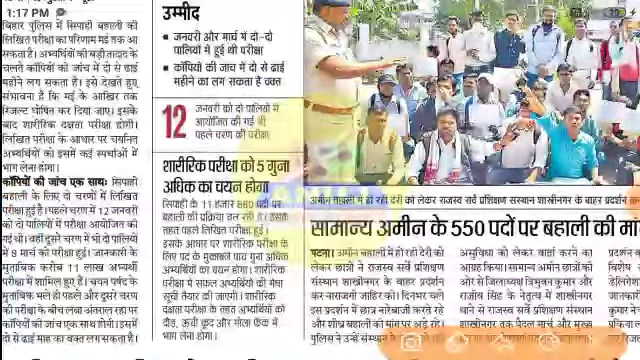 1:17 PM
बिहार पुलिस में सिपाही बहाली की
लिखित परीक्षा का परिणाम मई तक आ
सकता है। अभ्यर्थियों की बड़ी तादाद के
चलते कॉपियों की जांच में दो से ढाई
महीने लग सकता है। इसे देखते हुए
संभावना है कि मई के आखिर तक
रिजल्ट घोषित कर दिया जाए। इसके
बाद शारीरिक दक्षता परीक्षा होगी।
लिखित परीक्षा के आधार पर चयनित
अभ्यर्थियों को इसमें कई स्पर्धाओं में
भाग लेना होगा।
कॉपियों की जांच एक साथ: सिपाही
बहाली के लिए दो चरणों में लिखित
परीक्षा हुई है। पहले चरण में 12 जनवरी
को दो पालियों में परीक्षा आयोजित की
गई थी। वहीं दूसरे चरण में भी दो पालियों
में 8 मार्च को परीक्षा हुई। जानकारी के
मुताबिक करीब 11 लाख अभ्यर्थी
परीक्षा में शामिल हुए हैं। चयन पर्षद के
मुताबिक भले ही पहले और दूसरे चरण
की परीक्षा के बीच लंबा अंतराल रहा पर
कॉपियों की जांच एक साथ होगी। इसमें
दो से ढाई माह का वक्त लग सकता है।
उम्मीद
जनवरी और मार्च में दो-दो
पालियों में हुई थी परीक्षा
कॉपियों की जांच में दो से ढाई
महीने का लग सकता है वक्त
12
जनवरी को दो पालियों में
आयोजित की गई थी
पहले चरण की परीक्षा
शारीरिक परीक्षा को 5 गुना
अधिक का चयन होगा
सिपाही के 11 हजार 880 पदों पर
बहाली की प्रक्रिया चल रही है। इसके
तहत पहले लिखित परीक्षा हुई।
इसके आधार पर शारीरिक परीक्षा के
लिए पद के मुकाबले पांच गुना अधिक
अभ्यर्थियों का चयन होगा। शारीरिक
परीक्षा में सफल अभ्यर्थियों की मेधा
सूची तैयार की जाएगी। शारीरिक
दक्षता परीक्षा के तहत अभ्यर्थियों को
दौड़, ऊंची कूद और गोला फेंक में
भाग लेना होगा।
अमीन बहाली में हो रही देरी को लेकर राजस्व सर्वे प्रशिक्षण संस्थान शास्त्रीनगर के बाहर प्रदर्शन
सामान्य अमीन के 550 पदों पर बहाली की
पटना। अमीन बहाली में हो रही देरी को
लेकर छात्रों ने राजस्व सर्वे प्रशिक्षण
संस्थान शास्त्रीनगर के बाहर प्रदर्शन
कर नाराजगी जाहिर की। दिनभर चले
इस प्रदर्शन में छात्र नारेबाजी करते रहे
और शीघ्र बहाली की मांग पर अड़े रहे।
पुलिस ने उन्हें संस्थान के
असुविधा की लेकर वार्ता करने का
आग्रह किया। सामान्य अमीन छात्रों की
ओर से जिलाध्यक्ष त्रिभुवन कुमार और
राजीव सिंह के नेतृत्व में शास्त्रीनगर
थाने से राजस्व सर्वे प्रशिक्षण संस्थान
शास्त्रीनगर तक पैदल मार्च और मुख्य